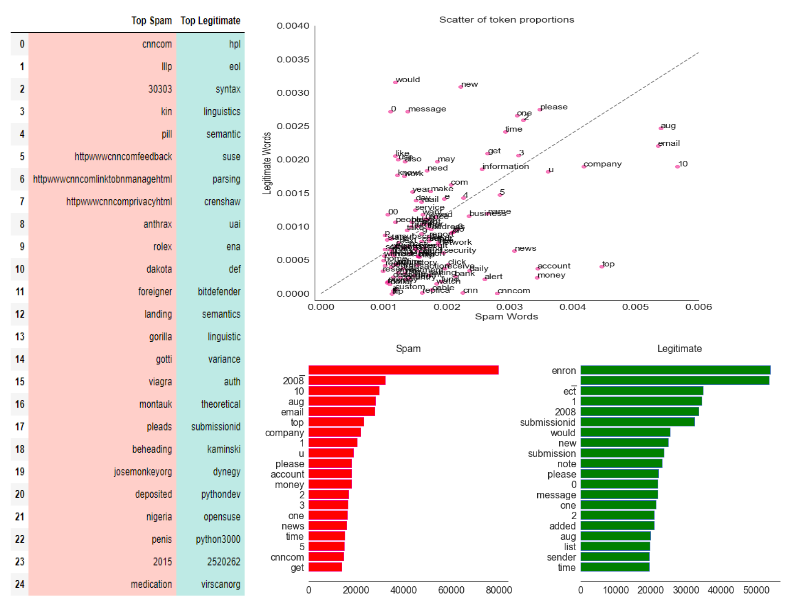 Top Spam Top Legitimate
0 cnncom hpl
1 lllp eol
2 30303 syntax
3 kin linguistics
4 pill semantic
5 httpwwwcnncomfeedback suse
6 httpwwwcnncomlinktobnmanagehtml parsing
7 httpwwwcnncomprivacyhtml crenshaw
8 anthrax uai
9 rolex ena
10 dakota def
11 foreigner bitdefender
12 landing semantics
13 gorilla linguistic
14 gotti variance
15 viagra auth
16 montauk theoretical
17 pleads submissionid
18 beheading kaminski
19 josemonkeyorg dynegy
20 deposited pythondev
21 nigeria opensuse
22 penis python3000
23 2015 2520262
24 medication virscanorg
Scatter of token proportions
Legitimate Words
0.0040
0.0035
0.0030
0.0025
0.0020
0.0015
0.0010
0.0005
0.0000
would
new
0
message
please
one
2
time
aug
email
like
also
may
get
3
know
work
need
information
u
company
10
com
year
make
e
4
5
service
00
business
news
security
click
daily
bank
account
top
money
alert
custom
replica
watch
cnn
cnncom
0.000 0.001 0.002 0.003 0.004 0.005 0.006
Spam Words
Spam
_
2008
10
aug
email
top
company
1
u
please
account
money
2
3
one
news
time
5
cnncom
get
0 20000 40000 60000 80000
Legitimate
enron
_
ect
1
2008
submissionid
would
new
submission
note
please
0
message
one
2
added
aug
list
sender
time
0 10000 20000 30000 40000 50000